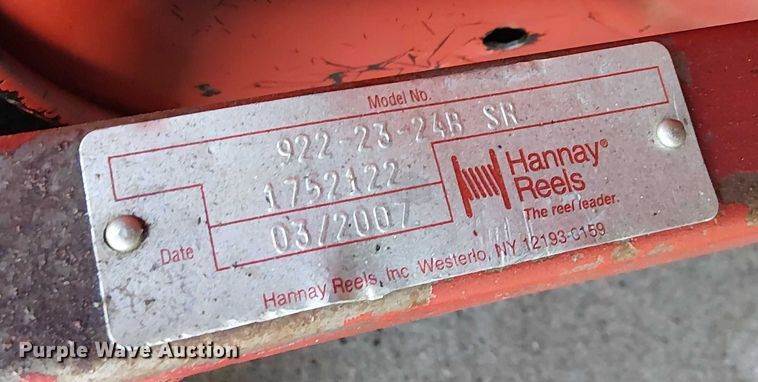 Model No.
922-23-24B SR
1752122
Date 03/2007
Hannay®
Reels
The reel leader.
Hannay Reels, Inc. Westerlo, NY 12193-0159
Purple Wave Auction